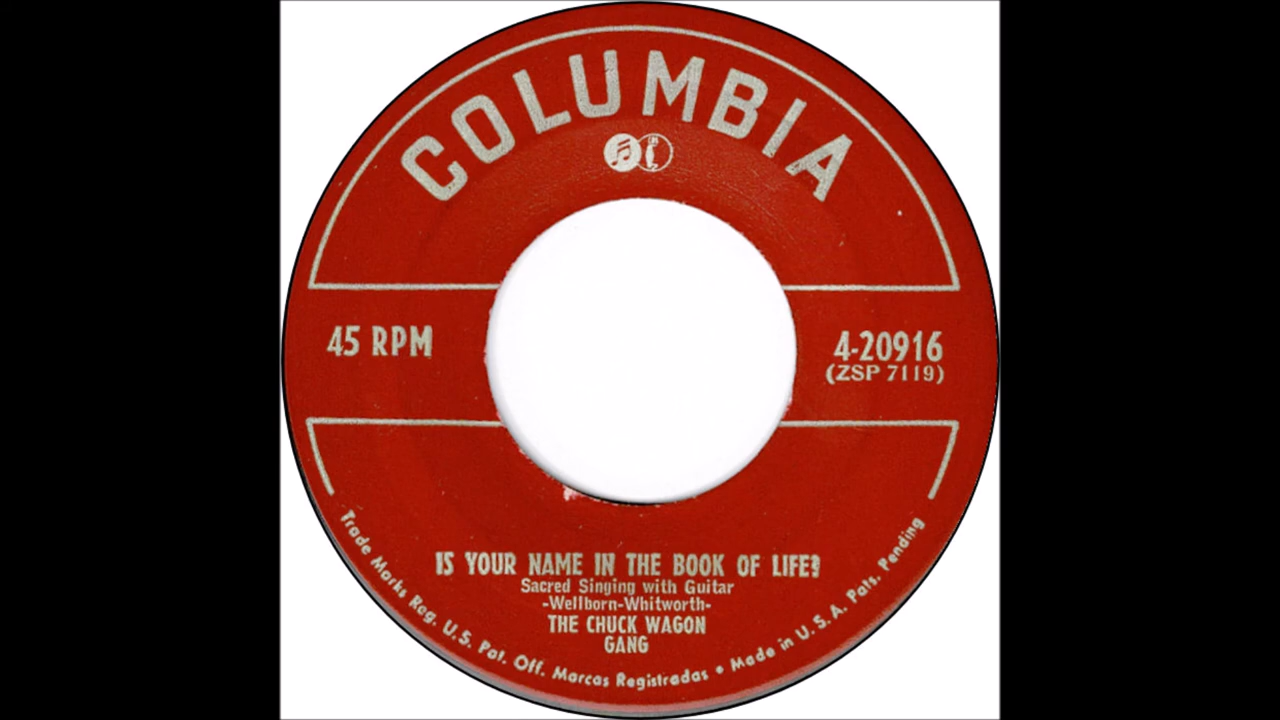 COLUMBIA
45 RPM
4-20916
(ZSP 7119)
IS YOUR NAME IN THE BOOK OF LIFE?
Sacred Singing with Guitar
-Wellborn-Whitworth-
THE CHUCK WAGON
GANG
Trade Marks Reg. U.S. Pat. Off. Marcas Registradas • Made in U.S.A. Pats. Pending